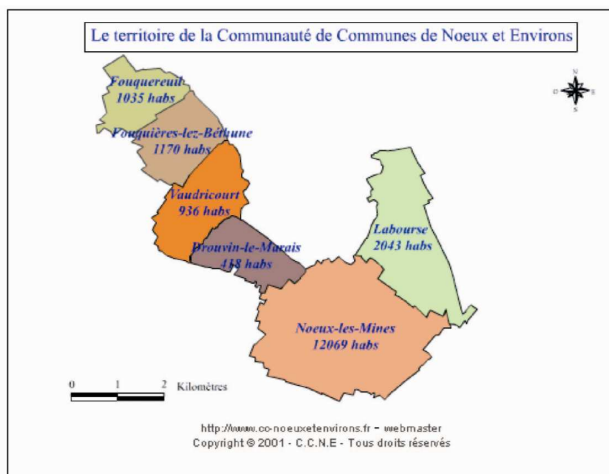 Le territoire de la Communauté de Communes de Noeux et Environs
Fouquereuil
1035 habs
Fouquières-lez-Béthune
1170 habs
Vaudricourt
936 habs
Drouvin-le-Marais
418 habs
Labourse
2043 habs
Noeux-les-Mines
12069 habs
N
O E
S
0 1 2
Kilomètres
http://www.cc-noeuxetenvirons.fr - webmaster
Copyright © 2001 - C.C.N.E - Tous droits réservés